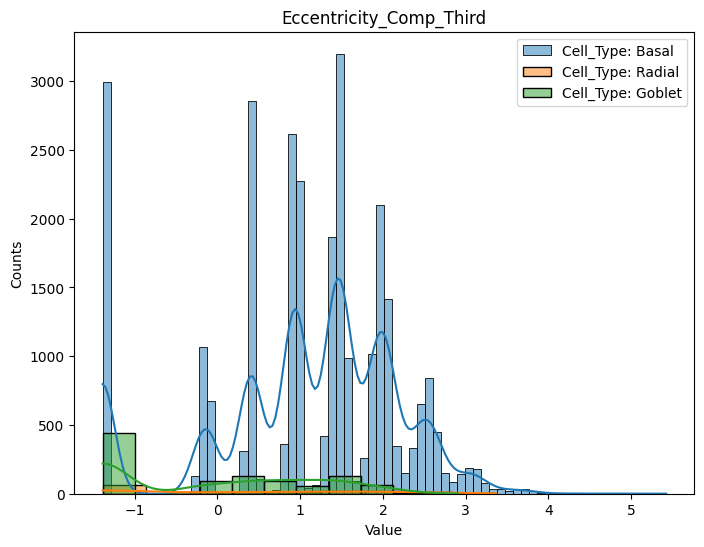 Eccentricity_Comp_Third
Cell_Type: Basal
Cell_Type: Radial
Cell_Type: Goblet
3000
2500
2000
1500
1000
500
0
Counts
−1
0
1
2
3
4
5
Value